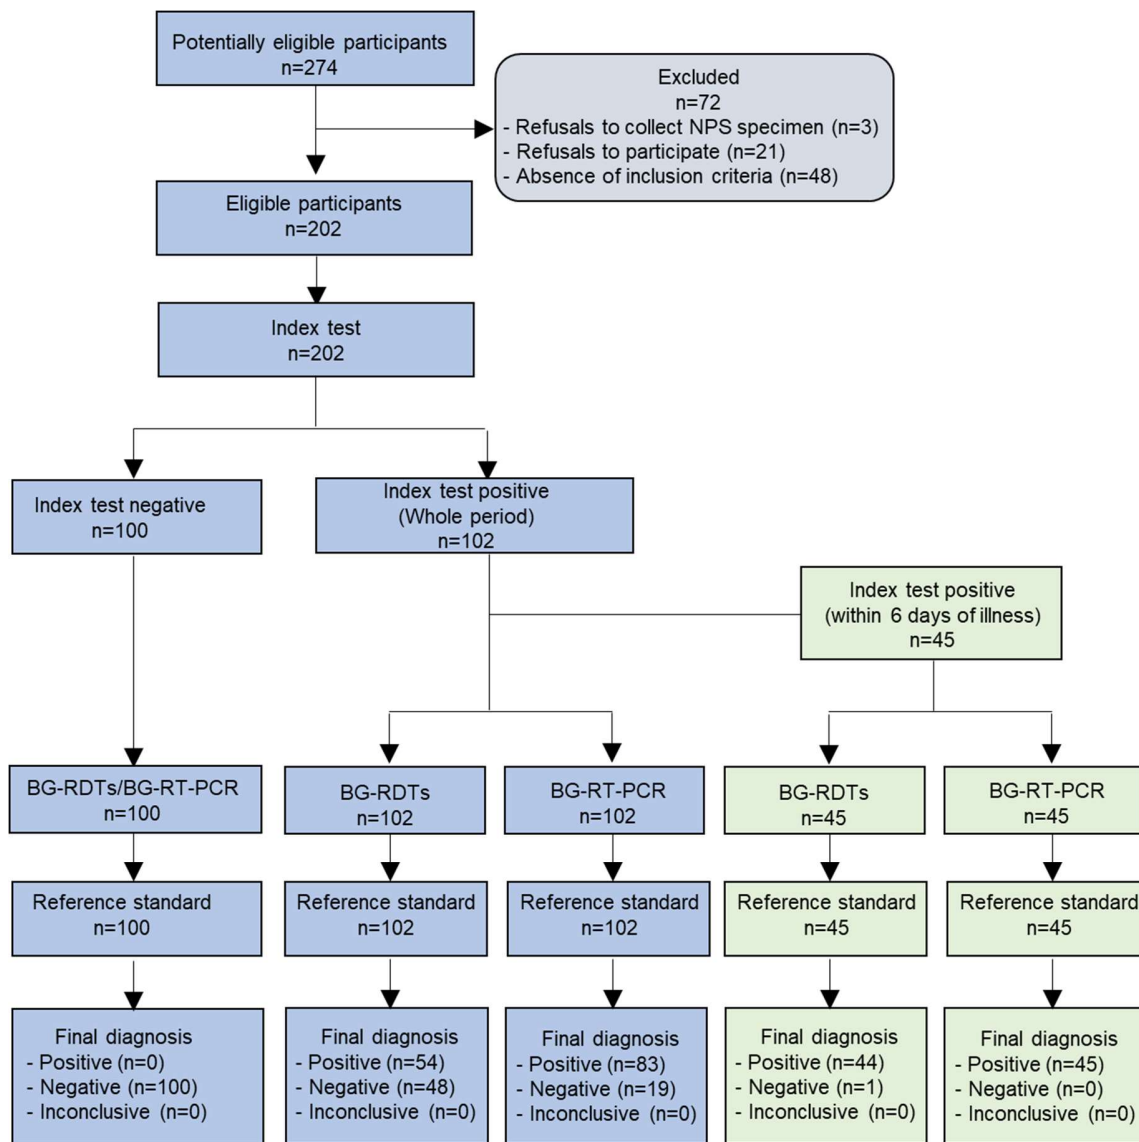 Potentially eligible participants
n=274
Excluded
n=72
- Refusals to collect NPS specimen (n=3)
- Refusals to participate (n=21)
- Absence of inclusion criteria (n=48)
Eligible participants
n=202
Index test
n=202
Index test negative
n=100
Index test positive
(Whole period)
n=102
Index test positive
(within 6 days of illness)
n=45
BG-RDTs/BG-RT-PCR
n=100
BG-RDTs
n=102
BG-RT-PCR
n=102
BG-RDTs
n=45
BG-RT-PCR
n=45
Reference standard
n=100
Reference standard
n=102
Reference standard
n=102
Reference standard
n=45
Reference standard
n=45
Final diagnosis
- Positive (n=0)
- Negative (n=100)
- Inconclusive (n=0)
Final diagnosis
- Positive (n=54)
- Negative (n=48)
- Inconclusive (n=0)
Final diagnosis
- Positive (n=83)
- Negative (n=19)
- Inconclusive (n=0)
Final diagnosis
- Positive (n=44)
- Negative (n=1)
- Inconclusive (n=0)
Final diagnosis
- Positive (n=45)
- Negative (n=0)
- Inconclusive (n=0)